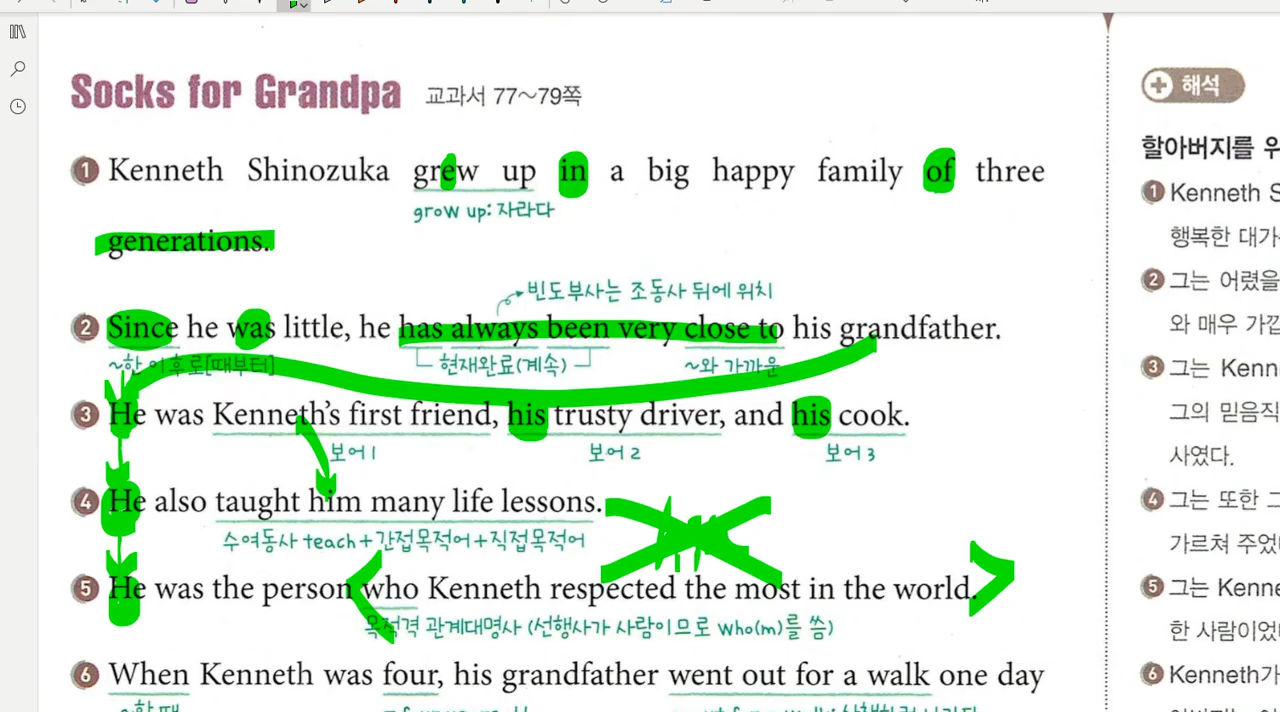 Socks for Grandpa 교과서 77~79쪽
+ 해석
할아버지를 위
1 Kenneth Shinozuka grew up in a big happy family of three
grow up: 자라다
generations.
빈도부사는 조동사 뒤에 위치
2 Since he was little, he has always been very close to his grandfather.
~한 이후로[때부터] 현재완료(계속) ~와 가까운
3 He was Kenneth's first friend, his trusty driver, and his cook.
보어1 보어2 보어3
4 He also taught him many life lessons.
수여동사 teach+간접목적어+직접목적어
5 He was the person who Kenneth respected the most in the world.
목적격 관계대명사 (선행사가 사람이므로 who(m)를 씀)
6 When Kenneth was four, his grandfather went out for a walk one day
1 Kenneth S
행복한 대가
2 그는 어렸을
와 매우 가깝
3 그는 Kenn
그의 믿음직
사였다.
4 그는 또한 그
가르쳐 주었
5 그는 Kenne
한 사람이었
6 Kenneth가